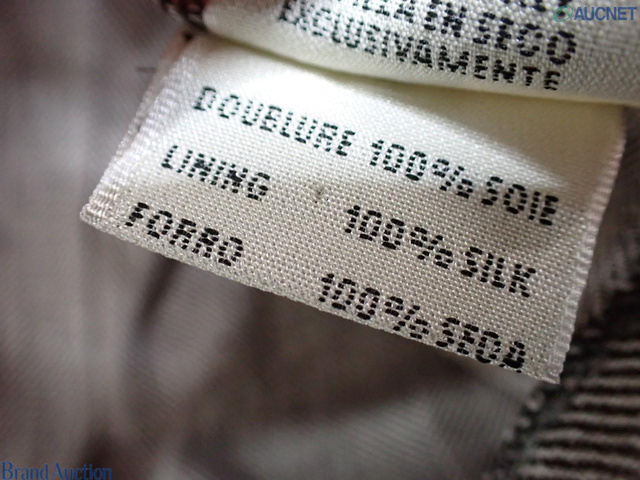 AUCNET
EN SECO
EXCLUSIVAMENTE
DOUBLURE 100% SOIE
LINING 100% SILK
FORRO 100% SEDA
Brand Auction